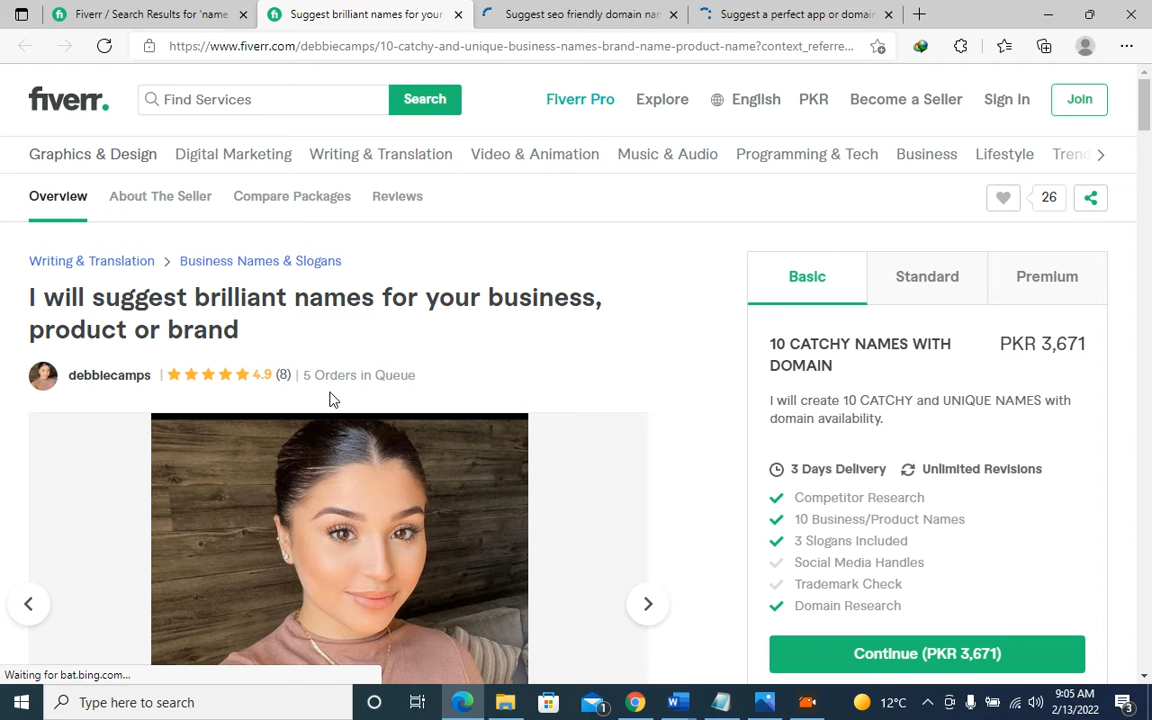 Fiverr / Search Results for 'name
Suggest brilliant names for your
Suggest seo friendly domain nan
Suggest a perfect app or domain
https://www.fiverr.com/debbiecamps/10-catchy-and-unique-business-names-brand-name-product-name?context_referre...
fiverr.
Find Services
Search
Fiverr Pro
Explore
English
PKR
Become a Seller
Sign In
Join
Graphics & Design
Digital Marketing
Writing & Translation
Video & Animation
Music & Audio
Programming & Tech
Business
Lifestyle
Trend
Overview
About The Seller
Compare Packages
Reviews
26
Writing & Translation > Business Names & Slogans
I will suggest brilliant names for your business,
product or brand
debbiecamps | 4.9 (8) | 5 Orders in Queue
Basic
Standard
Premium
10 CATCHY NAMES WITH PKR 3,671
DOMAIN
I will create 10 CATCHY and UNIQUE NAMES with
domain availability.
3 Days Delivery Unlimited Revisions
Competitor Research
10 Business/Product Names
3 Slogans Included
Social Media Handles
Trademark Check
Domain Research
Continue (PKR 3,671)
Waiting for bat.bing.com...
Type here to search
1
12°C
9:05 AM
2/13/2022
3